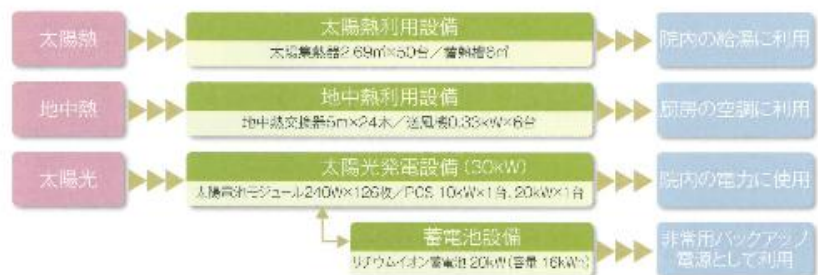 太陽熱
太陽熱利用設備
太陽集熱器2.69㎡×50台/蓄熱槽6㎥
院内の給湯に利用
地中熱
地中熱利用設備
地中熱交換器5m×24本/送風機0.33kW×6台
厨房の空調に利用
太陽光
太陽光発電設備(30kW)
太陽電池モジュール240W×126枚/PCS 10kW×1台、20kW×1台
院内の電力に使用
蓄電池設備
リチウムイオン蓄電池 20kW(容量 16kWh)
非常用バックアップ
電源として利用